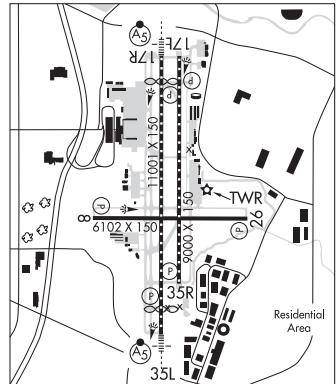 A5
17R
17L
P
P
11001 X 150
TWR
P
8
6102 X 150
9000 X 150
P
26
P
35R
P
Residential
Area
A5
35L